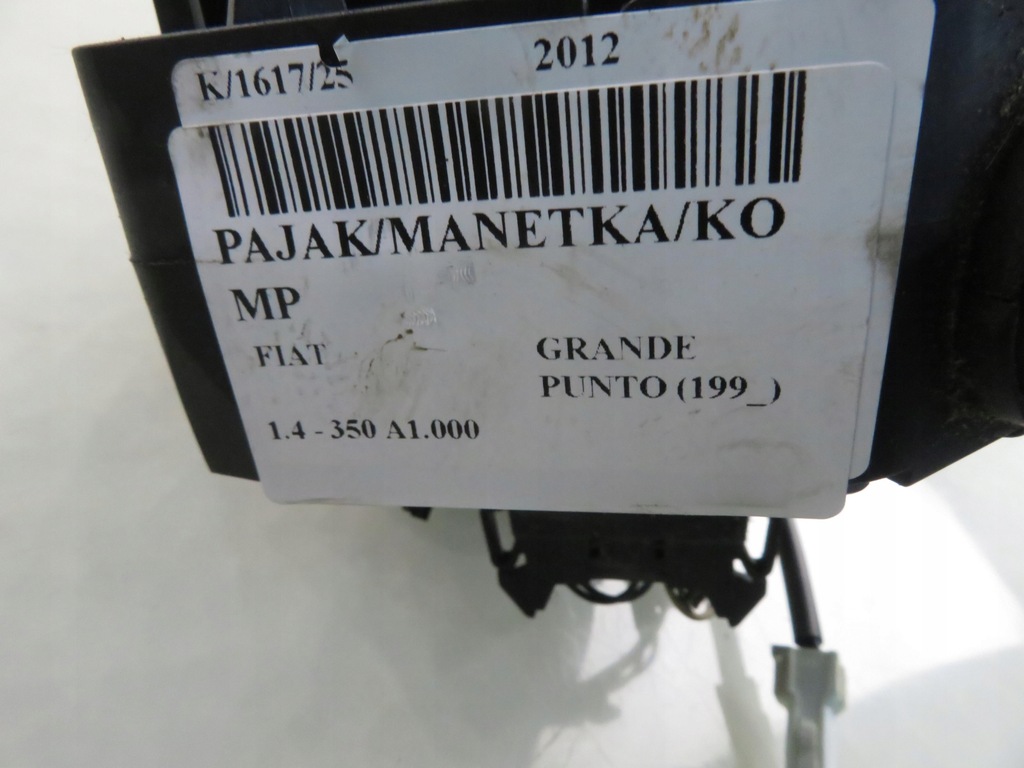 K/1617/25 2012
PAJAK/MANETKA/KO
MP
FIAT GRANDE
PUNTO (199_)
1.4 - 350 A1.000